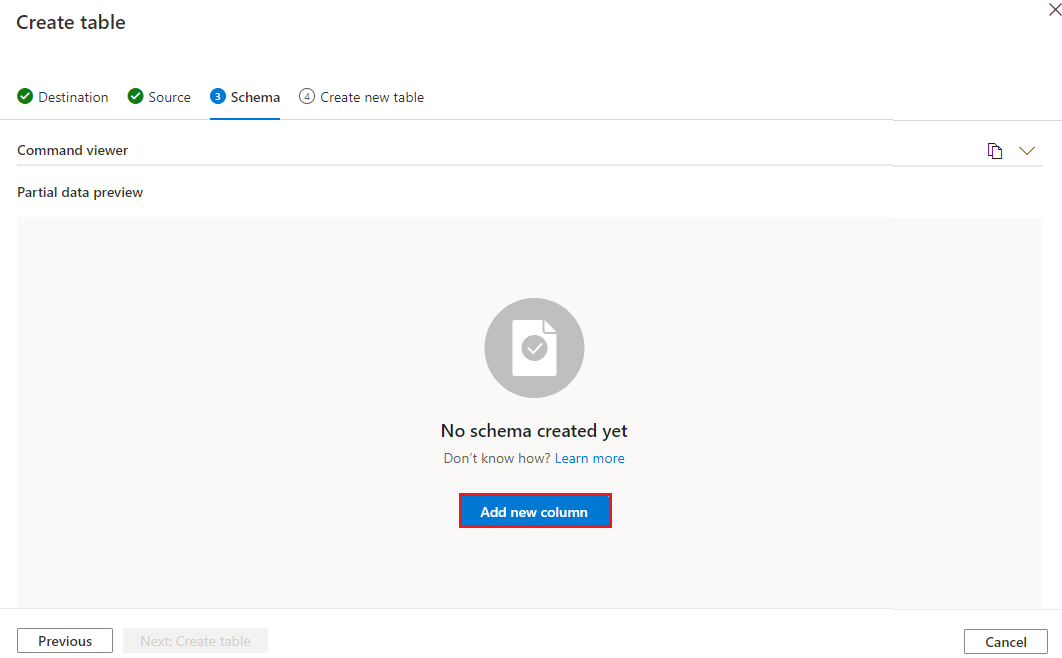 Create table
Destination Source 3 Schema 4 Create new table
Command viewer
Partial data preview
No schema created yet
Don't know how? Learn more
Add new column
Previous Next: Create table Cancel